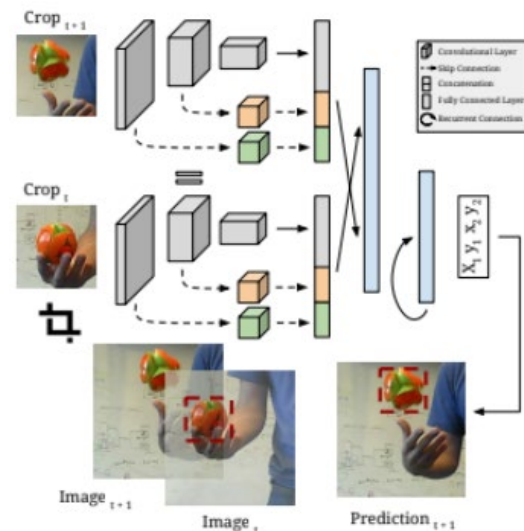 Crop t + 1
Convolutional Layer
Skip Connection
Concatenation
Fully Connected Layer
Recurrent Connection
=
Crop t
X₁ y₁ x₂ y₂
Image t + 1
Image
Prediction t + 1